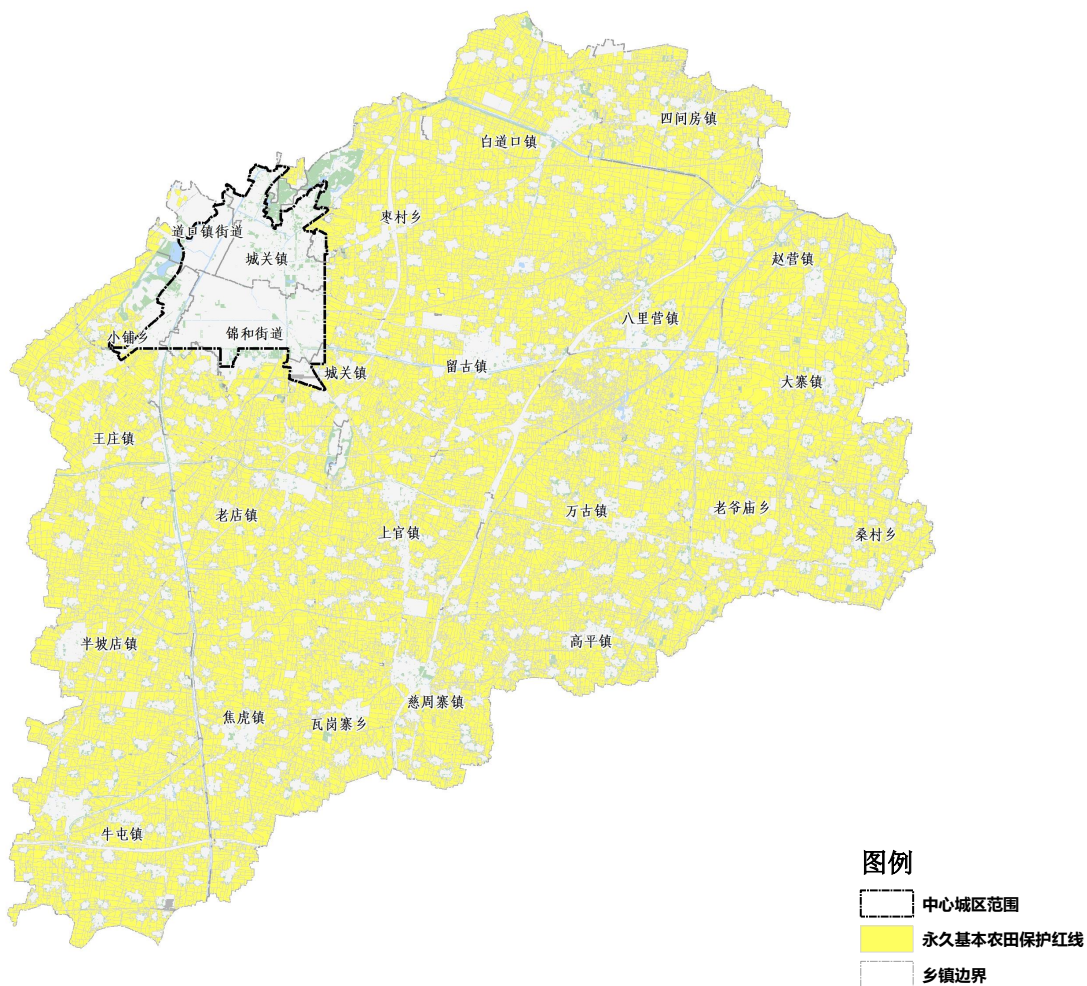 四间房镇
白道口镇
枣村乡
道口镇街道
城关镇
赵营镇
八里营镇
小铺乡
锦和街道
留古镇
城关镇
大寨镇
王庄镇
老店镇
万古镇
老爷庙乡
上官镇
桑村乡
半坡店镇
高平镇
慈周寨镇
焦虎镇
瓦岗寨乡
牛屯镇
图例
中心城区范围
永久基本农田保护红线
乡镇边界